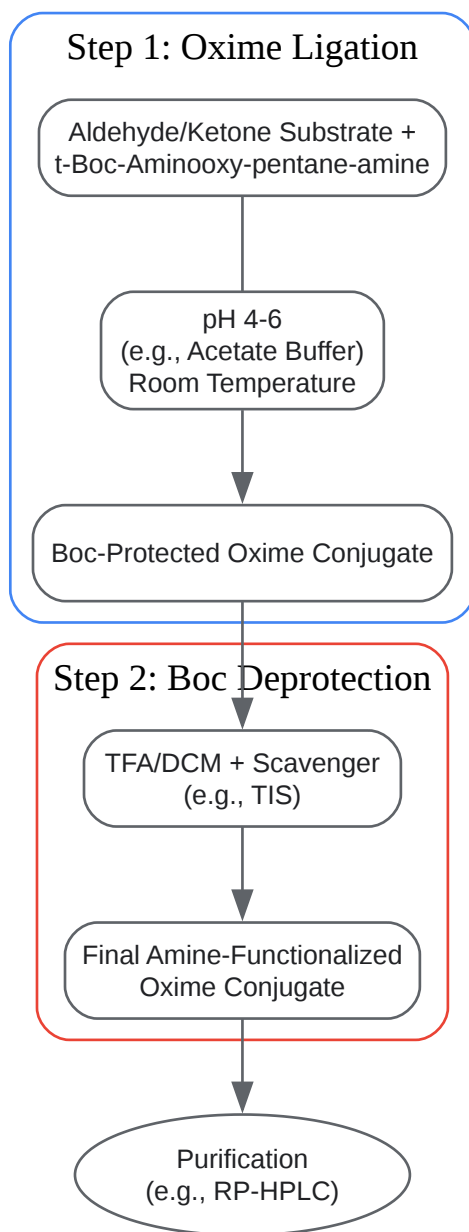 Step 1: Oxime Ligation
Aldehyde/Ketone Substrate +
t-Boc-Aminooxy-pentane-amine
pH 4-6
(e.g., Acetate Buffer)
Room Temperature
Boc-Protected Oxime Conjugate
Step 2: Boc Deprotection
TFA/DCM + Scavenger
(e.g., TIS)
Final Amine-Functionalized
Oxime Conjugate
Purification
(e.g., RP-HPLC)